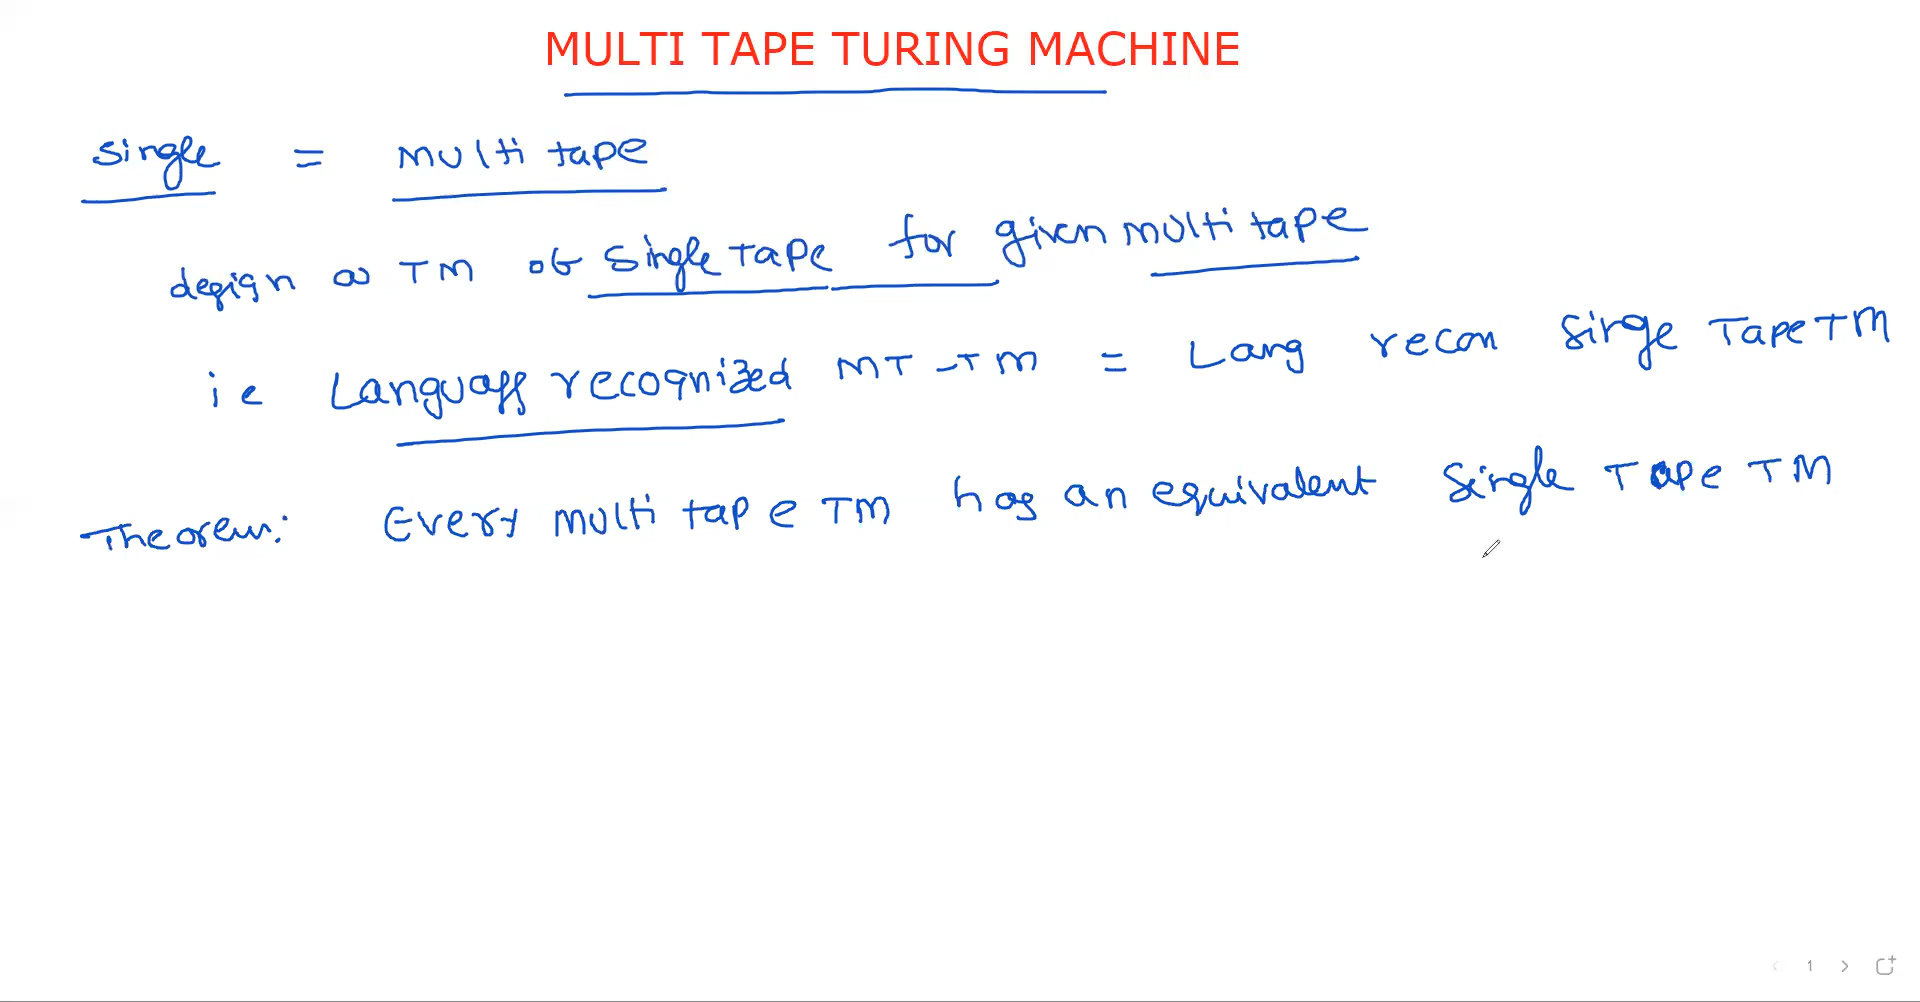 MULTI TAPE TURING MACHINE
single = multi tape
design a TM of single TAPE for given multi tape
ie Language recognized MT-TM = Lang recon Single Tape TM
Theorem: Every multi tape TM has an equivalent Single Tape TM
1